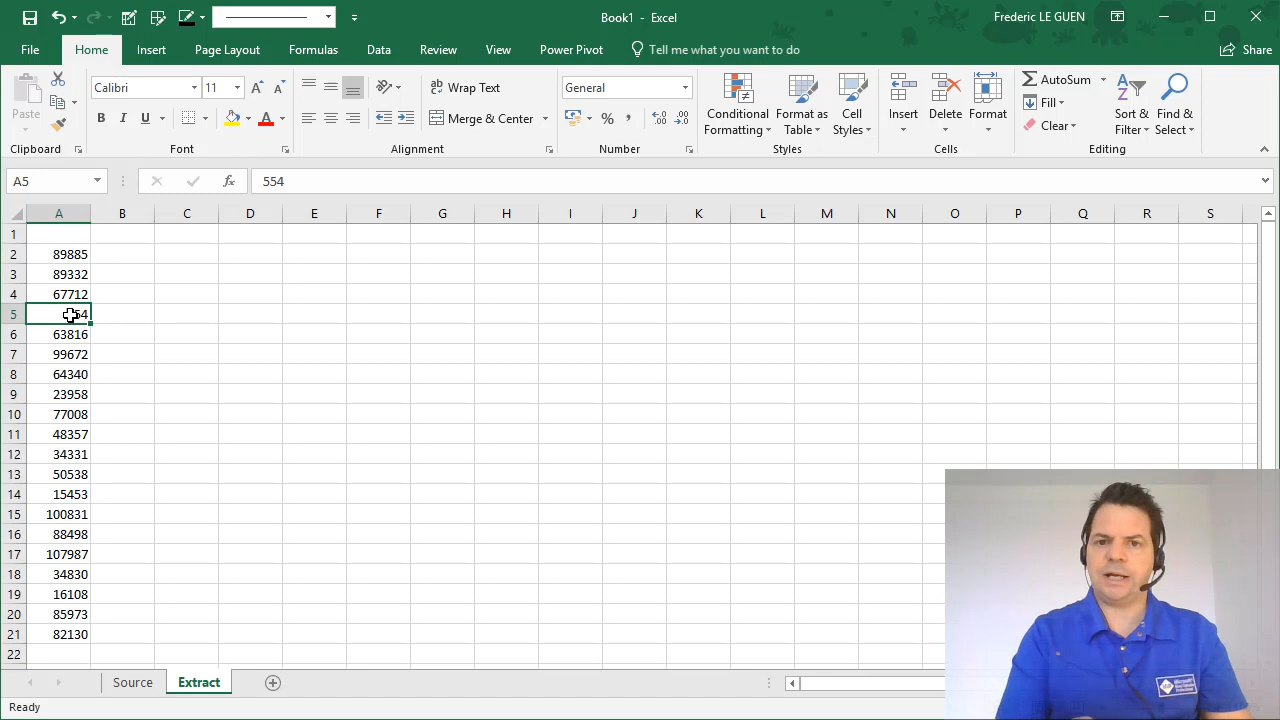 Book1 - Excel
Frederic LE GUEN
File Home Insert Page Layout Formulas Data Review View Power Pivot Tell me what you want to do Share
Paste
Calibri 11
B I U A
Wrap Text
Merge & Center
General
% ,
Conditional Formatting
Format as Table
Cell Styles
Insert
Delete
Format
AutoSum
Fill
Clear
Sort & Filter
Find & Select
Clipboard Font Alignment Number Styles Cells Editing
A5 fx 554
A B C D E F G H I J K L M N O P Q R S
1
2 89885
3 89332
4 67712
5 54
6 63816
7 99672
8 64340
9 23958
10 77008
11 48357
12 34331
13 50538
14 15453
15 100831
16 88498
17 107987
18 34830
19 16108
20 85973
21 82130
22
Source Extract
Ready